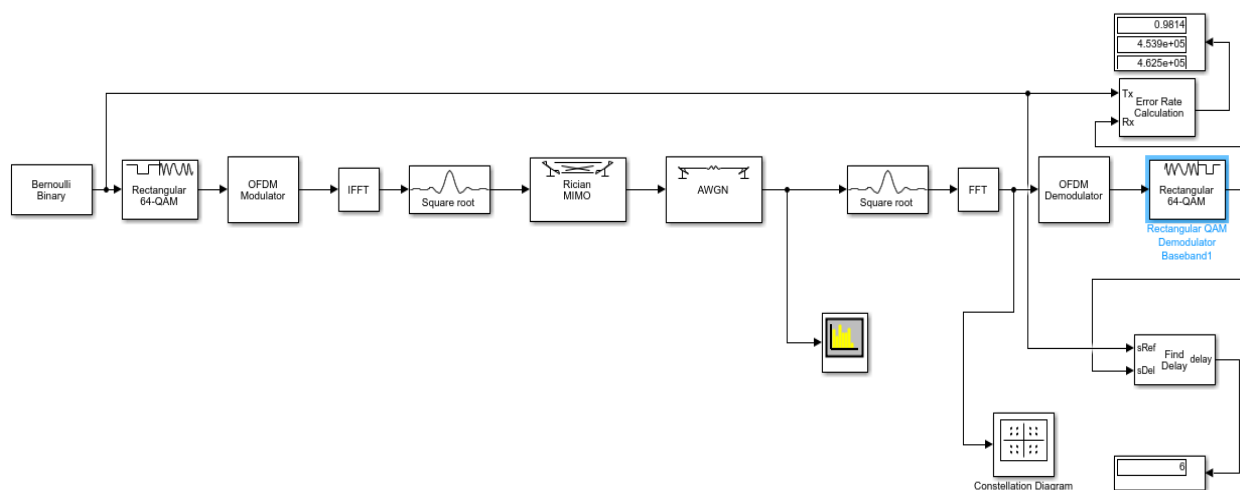 0.9814
4.539e+05
4.625e+05
Tx
Rx
Error Rate
Calculation
Bernoulli
Binary
Rectangular
64-QAM
OFDM
Modulator
IFFT
Square root
Rician
MIMO
AWGN
Square root
FFT
OFDM
Demodulator
Rectangular
64-QAM
Rectangular QAM
Demodulator
Baseband1
sRef
sDel
Find
Delay
delay
Constellation Diagram
6